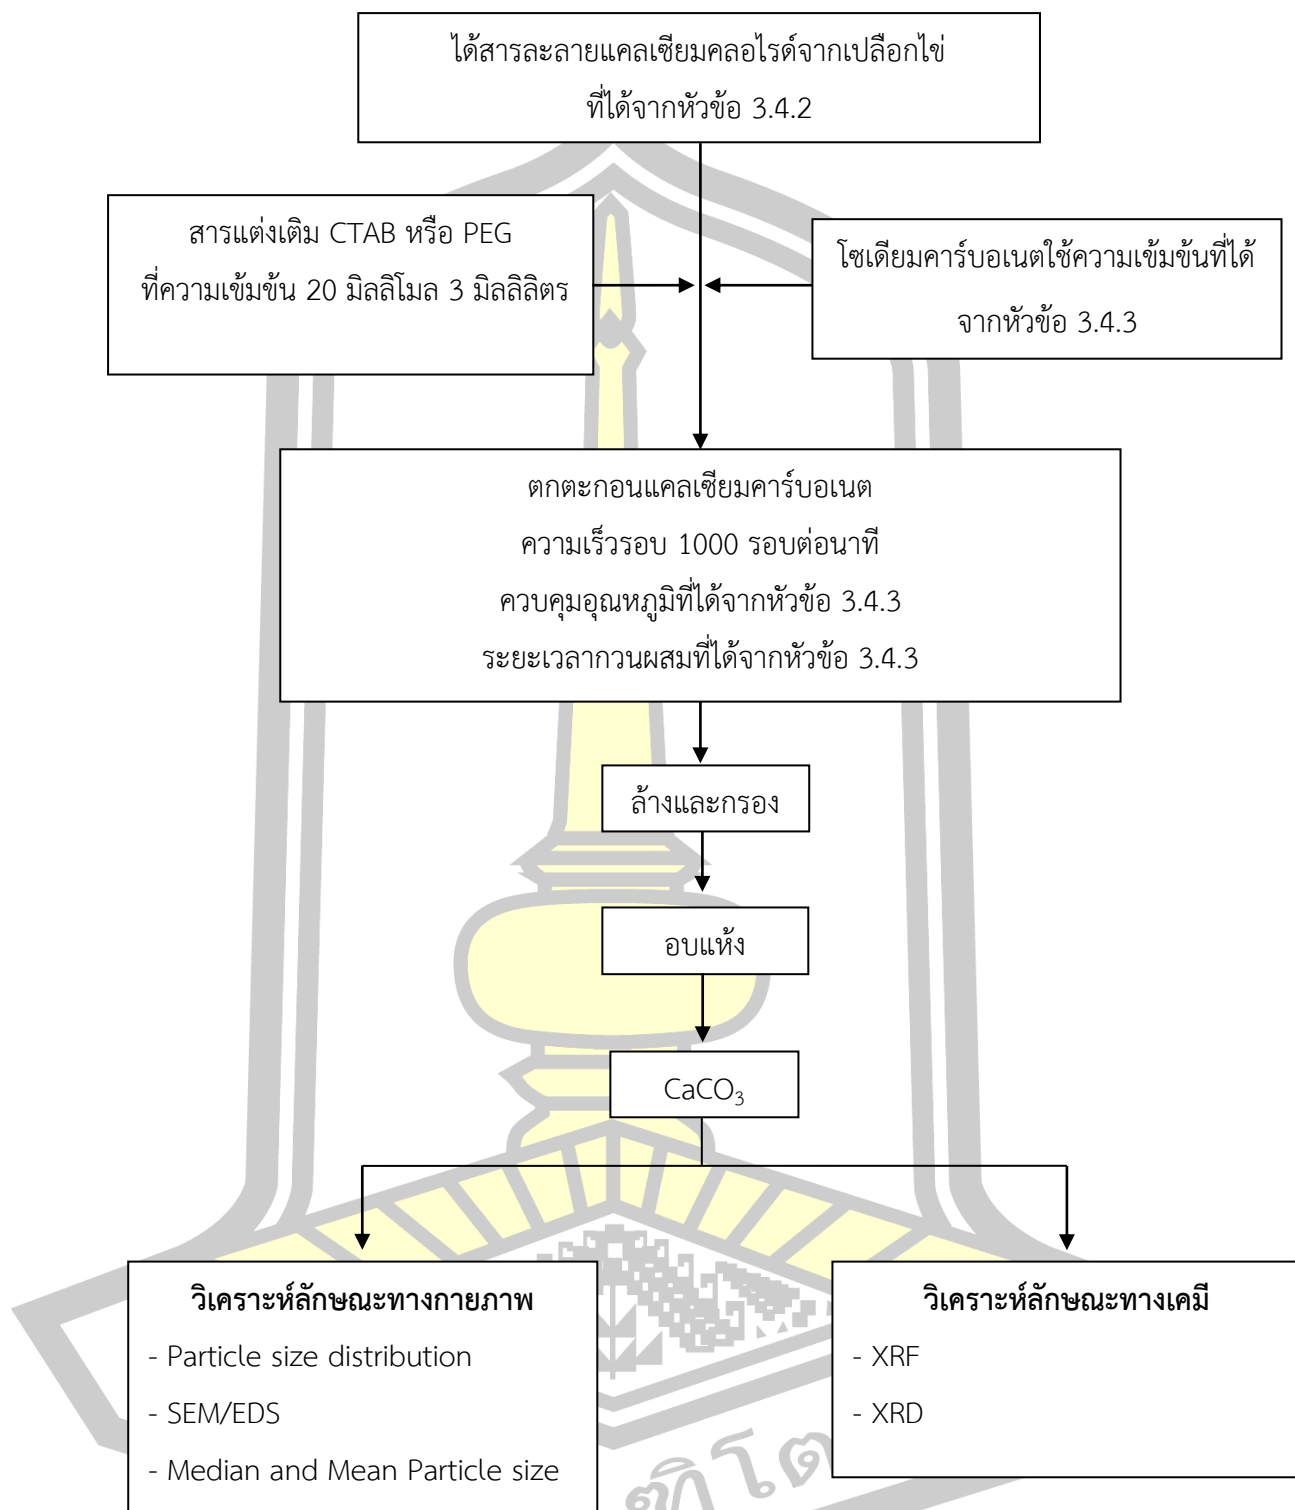 ได้สารละลายแคลเซียมคลอไรด์จากเปลือกไข่
ที่ได้จากหัวข้อ 3.4.2
สารแต่งเติม CTAB หรือ PEG
ที่ความเข้มข้น 20 มิลลิโมล 3 มิลลิลิตร
โซเดียมคาร์บอเนตใช้ความเข้มข้นที่ได้
จากหัวข้อ 3.4.3
ตกตะกอนแคลเซียมคาร์บอเนต
ความเร็วรอบ 1000 รอบต่อนาที
ควบคุมอุณหภูมิที่ได้จากหัวข้อ 3.4.3
ระยะเวลากวนผสมที่ได้จากหัวข้อ 3.4.3
ล้างและกรอง
อบแห้ง
CaCO₃
วิเคราะห์ลักษณะทางกายภาพ
- Particle size distribution
- SEM/EDS
- Median and Mean Particle size
วิเคราะห์ลักษณะทางเคมี
- XRF
- XRD